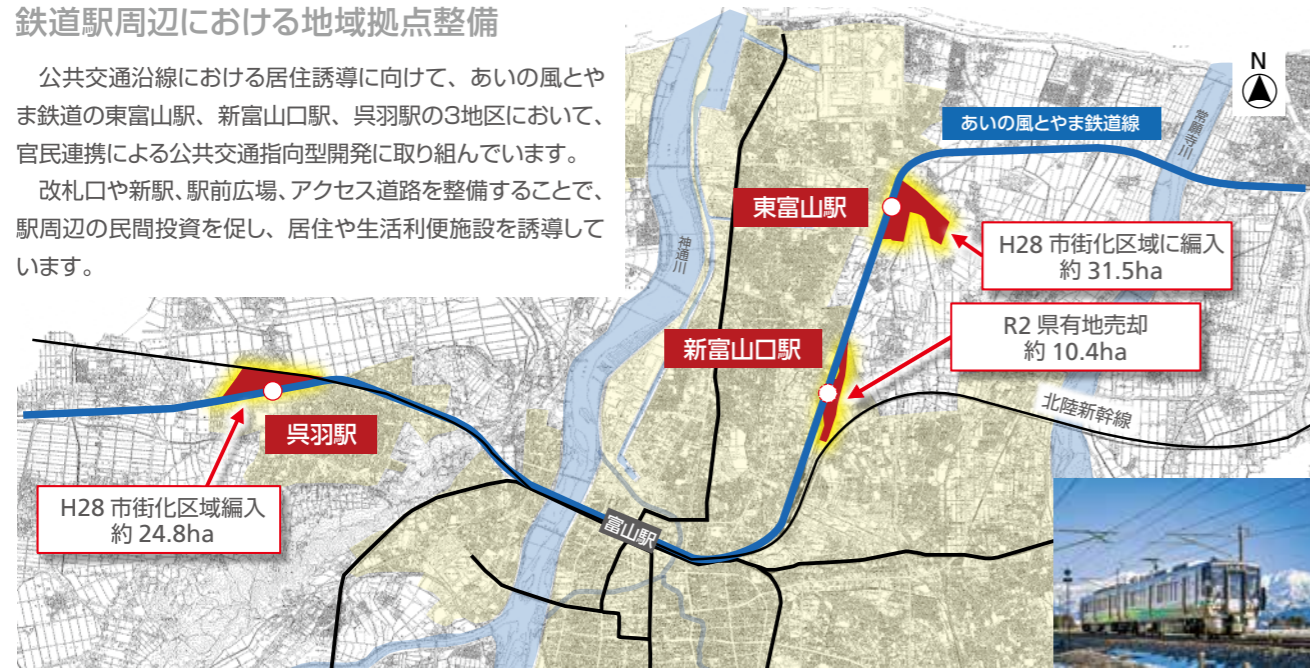 鉄道駅周辺における地域拠点整備
公共交通沿線における居住誘導に向けて、あいの風とや
ま鉄道の東富山駅、新富山口駅、呉羽駅の3地区において、
官民連携による公共交通指向型開発に取り組んでいます。
改札口や新駅、駅前広場、アクセス道路を整備することで、
駅周辺の民間投資を促し、居住や生活利便施設を誘導して
います。
N
あいの風とやま鉄道線
常願寺川
東富山駅
H28 市街化区域に編入
約 31.5ha
神通川
R2 県有地売却
約 10.4ha
新富山口駅
北陸新幹線
呉羽駅
H28 市街化区域編入
約 24.8ha
富山駅